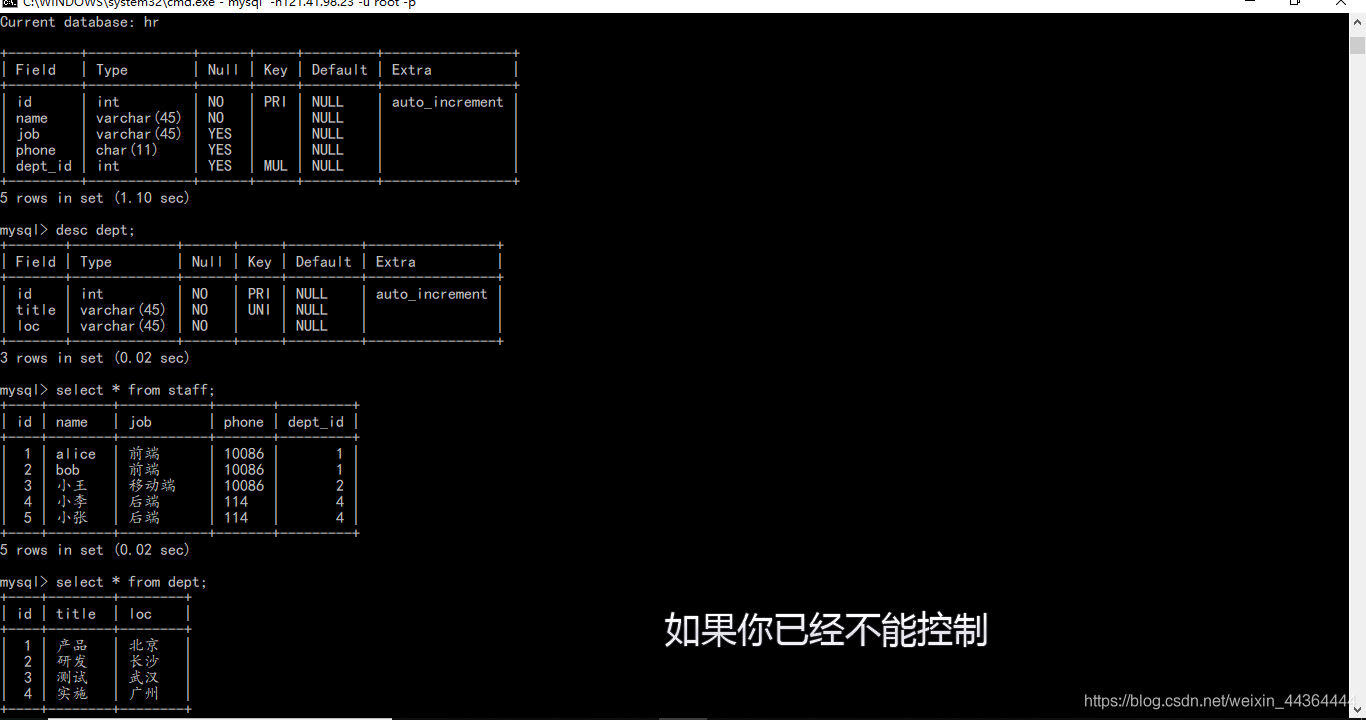 C:\WINDOWS\system32\cmd.exe - mysql -h121.41.98.23 -u root -p
Current database: hr
+---------+-------------+------+-----+---------+----------------+
| Field   | Type        | Null | Key | Default | Extra          |
+---------+-------------+------+-----+---------+----------------+
| id      | int         | NO   | PRI | NULL    | auto_increment |
| name    | varchar(45) | NO   |     | NULL    |                |
| job     | varchar(45) | YES  |     | NULL    |                |
| phone   | char(11)    | YES  |     | NULL    |                |
| dept_id | int         | YES  | MUL | NULL    |                |
+---------+-------------+------+-----+---------+----------------+
5 rows in set (1.10 sec)
mysql> desc dept;
+-------+-------------+------+-----+---------+----------------+
| Field | Type        | Null | Key | Default | Extra          |
+-------+-------------+------+-----+---------+----------------+
| id    | int         | NO   | PRI | NULL    | auto_increment |
| title | varchar(45) | NO   | UNI | NULL    |                |
| loc   | varchar(45) | NO   |     | NULL    |                |
+-------+-------------+------+-----+---------+----------------+
3 rows in set (0.02 sec)
mysql> select * from staff;
+----+-------+-----------+-------+---------+
| id | name  | job       | phone | dept_id |
+----+-------+-----------+-------+---------+
|  1 | alice | 前端      | 10086 |       1 |
|  2 | bob   | 前端      | 10086 |       1 |
|  3 | 小王  | 移动端    | 10086 |       2 |
|  4 | 小李  | 后端      | 114   |       4 |
|  5 | 小张  | 后端      | 114   |       4 |
+----+-------+-----------+-------+---------+
5 rows in set (0.02 sec)
mysql> select * from dept;
+----+--------+--------+
| id | title  | loc    |
+----+--------+--------+
|  1 | 产品   | 北京   |
|  2 | 研发   | 长沙   |
|  3 | 测试   | 武汉   |
|  4 | 实施   | 广州   |
+----+--------+--------+
如果你已经不能控制
https://blog.csdn.net/weixin_44364444